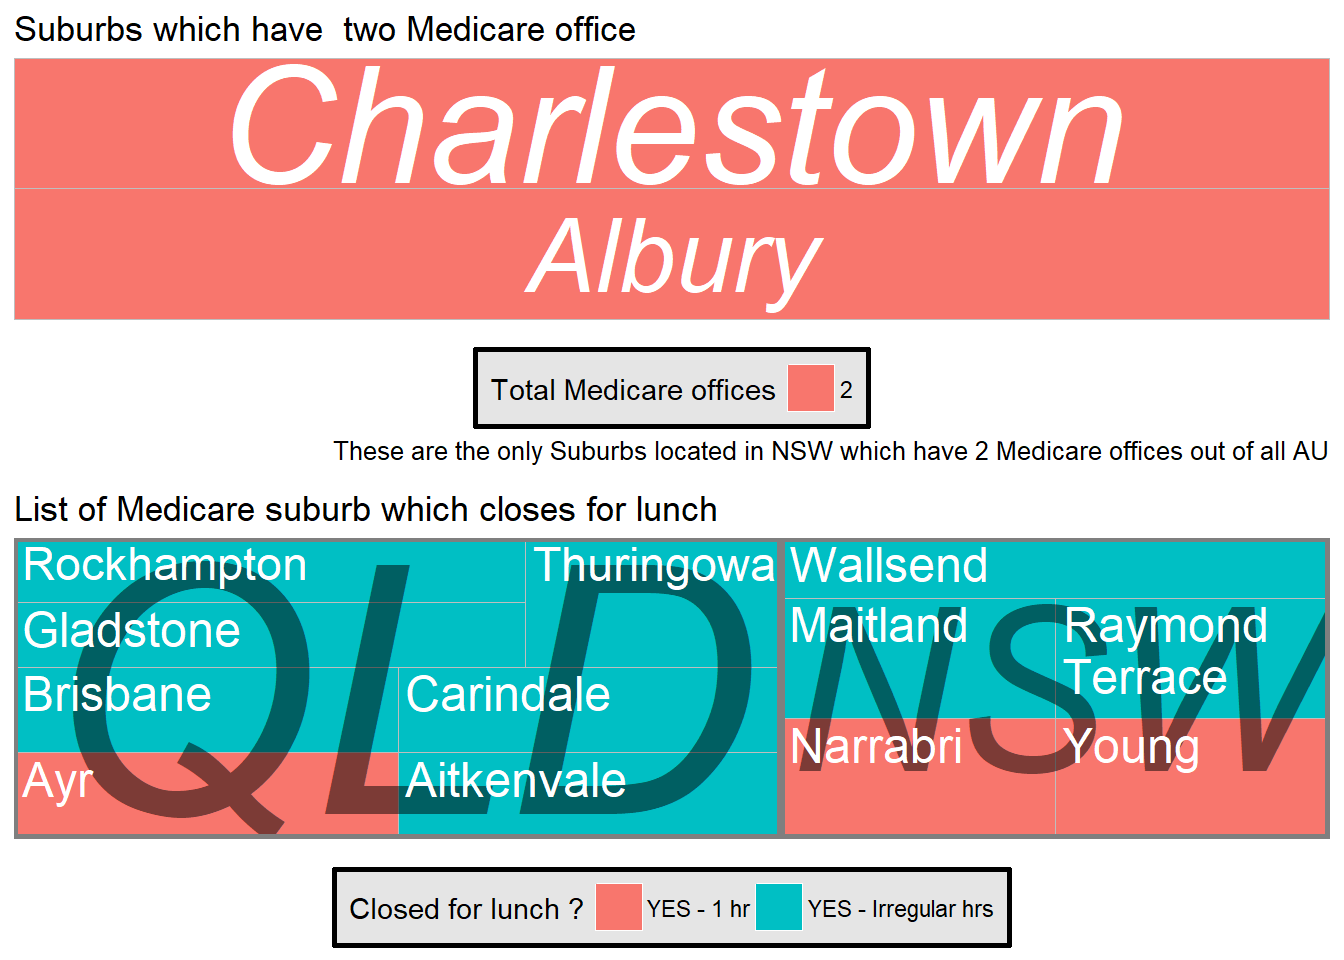 Suburbs which have  two Medicare office
Charlestown
Albury
Total Medicare offices 2
These are the only Suburbs located in NSW which have 2 Medicare offices out of all AU
List of Medicare suburb which closes for lunch
QLD
Rockhampton
Thuringowa
Gladstone
Brisbane
Carindale
Ayr
Aitkenvale
NSW
Wallsend
Maitland
Raymond
Terrace
Narrabri
Young
Closed for lunch ? YES - 1 hr YES - Irregular hrs